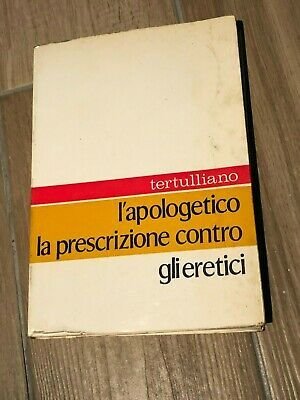 tertulliano
l'apologetico
la prescrizione contro
gli eretici